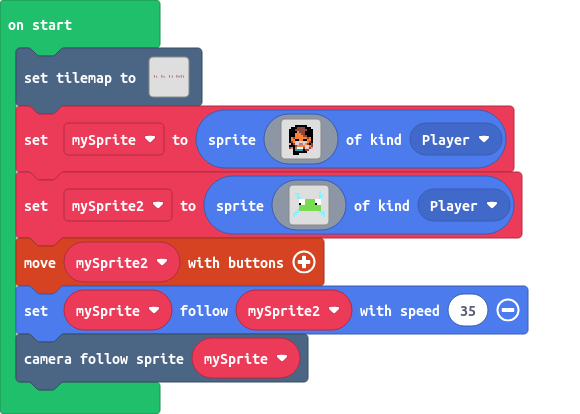 on start
set tilemap to
set mySprite to sprite of kind Player
set mySprite2 to sprite of kind Player
move mySprite2 with buttons
set mySprite follow mySprite2 with speed 35
camera follow sprite mySprite